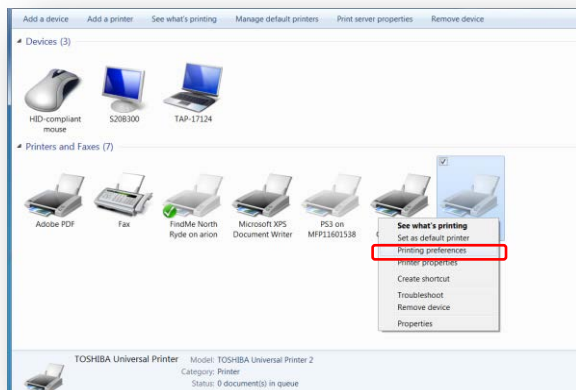 Add a device Add a printer See what's printing Manage default printers Print server properties Remove device
Devices (3)
HID-compliant mouse
S20B300
TAP-17124
Printers and Faxes (7)
Adobe PDF
Fax
FindMe North Ryde on arion
Microsoft XPS Document Writer
PS3 on MFP11601538
See what's printing
Set as default printer
Printing preferences
Printer properties
Create shortcut
Troubleshoot
Remove device
Properties
TOSHIBA Universal Printer Model: TOSHIBA Universal Printer 2
Category: Printer
Status: 0 document(s) in queue